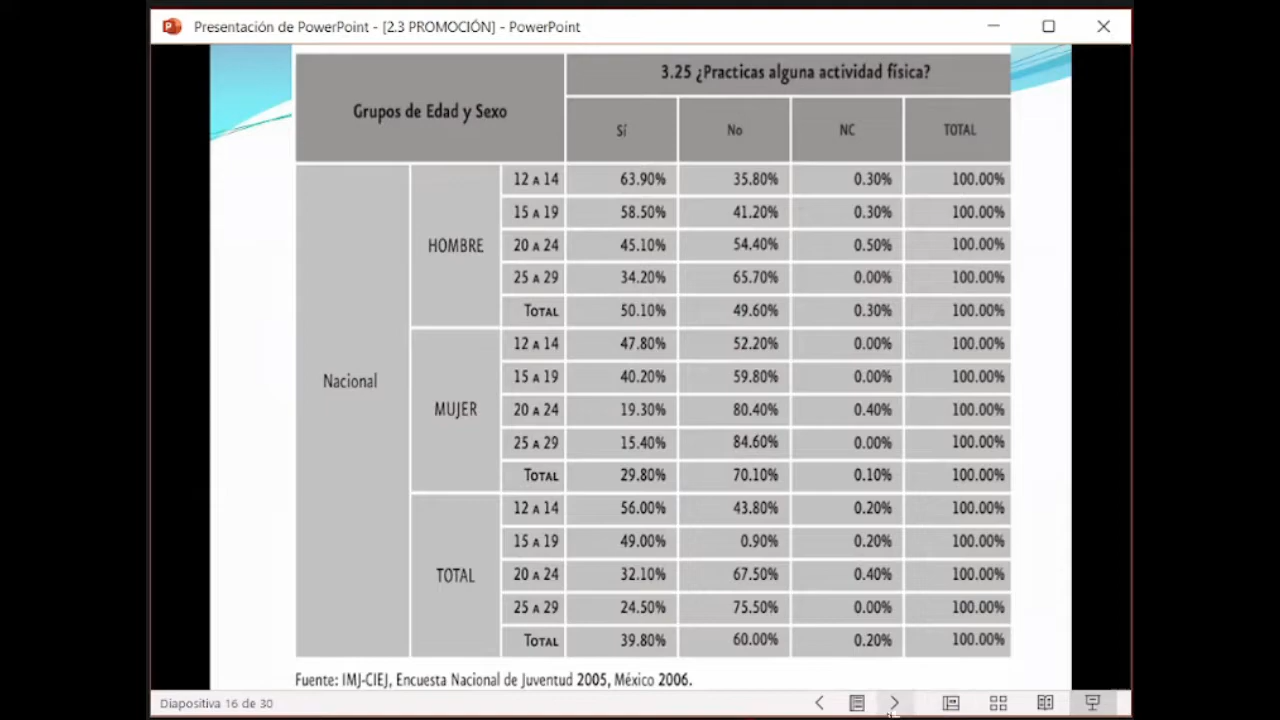 Presentación de PowerPoint - [2.3 PROMOCIÓN] - PowerPoint
Grupos de Edad y Sexo
3.25 ¿Practicas alguna actividad física?
Sí No NC TOTAL
Nacional
HOMBRE
12 A 14 63.90% 35.80% 0.30% 100.00%
15 A 19 58.50% 41.20% 0.30% 100.00%
20 A 24 45.10% 54.40% 0.50% 100.00%
25 A 29 34.20% 65.70% 0.00% 100.00%
TOTAL 50.10% 49.60% 0.30% 100.00%
MUJER
12 A 14 47.80% 52.20% 0.00% 100.00%
15 A 19 40.20% 59.80% 0.00% 100.00%
20 A 24 19.30% 80.40% 0.40% 100.00%
25 A 29 15.40% 84.60% 0.00% 100.00%
TOTAL 29.80% 70.10% 0.10% 100.00%
TOTAL
12 A 14 56.00% 43.80% 0.20% 100.00%
15 A 19 49.00% 0.90% 0.20% 100.00%
20 A 24 32.10% 67.50% 0.40% 100.00%
25 A 29 24.50% 75.50% 0.00% 100.00%
TOTAL 39.80% 60.00% 0.20% 100.00%
Fuente: IMJ-CIEJ, Encuesta Nacional de Juventud 2005, México 2006.
Diapositiva 16 de 30